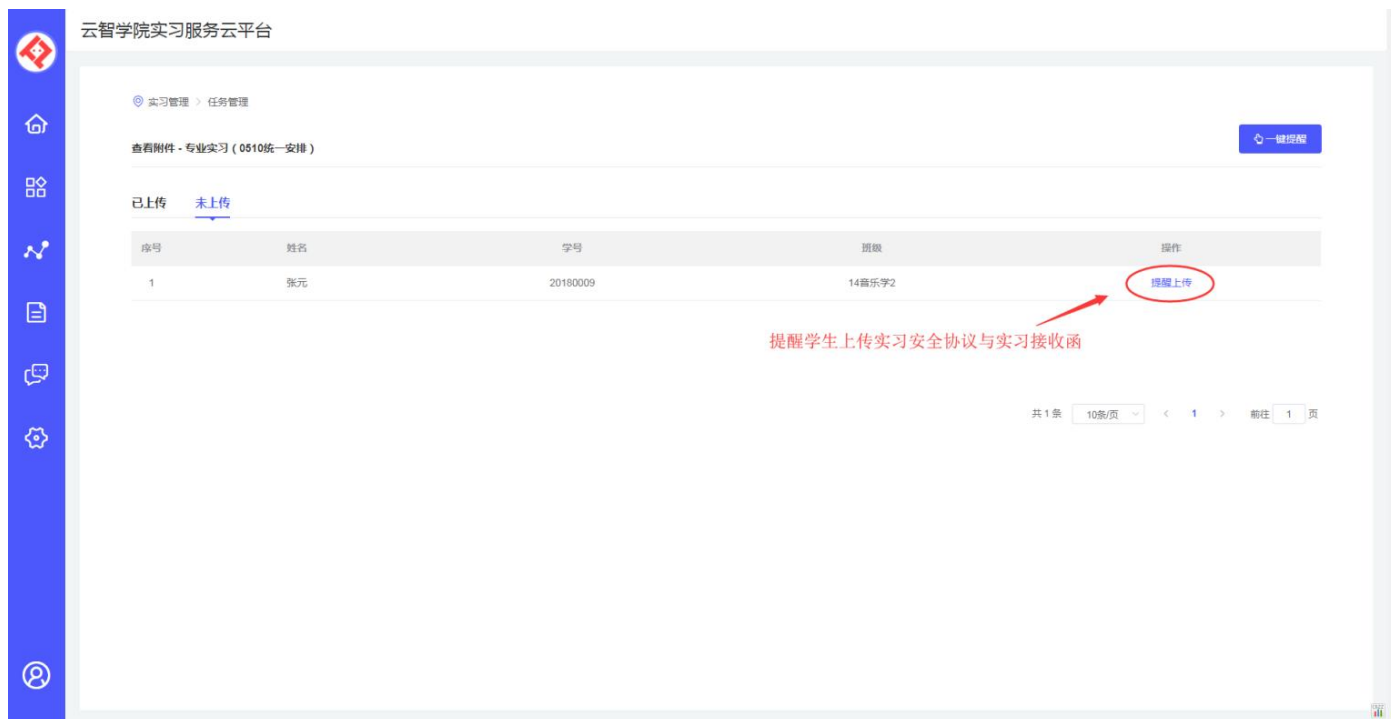 云智学院实习服务云平台
实习管理 > 任务管理
一键提醒
查看附件 - 专业实习 ( 0510统一安排 )
已上传 未上传
序号 姓名 学号 班级 操作
1 张元 20180009 14音乐学2 提醒上传
提醒学生上传实习安全协议与实习接收函
共 1 条 10条/页 < 1 > 前往 1 页